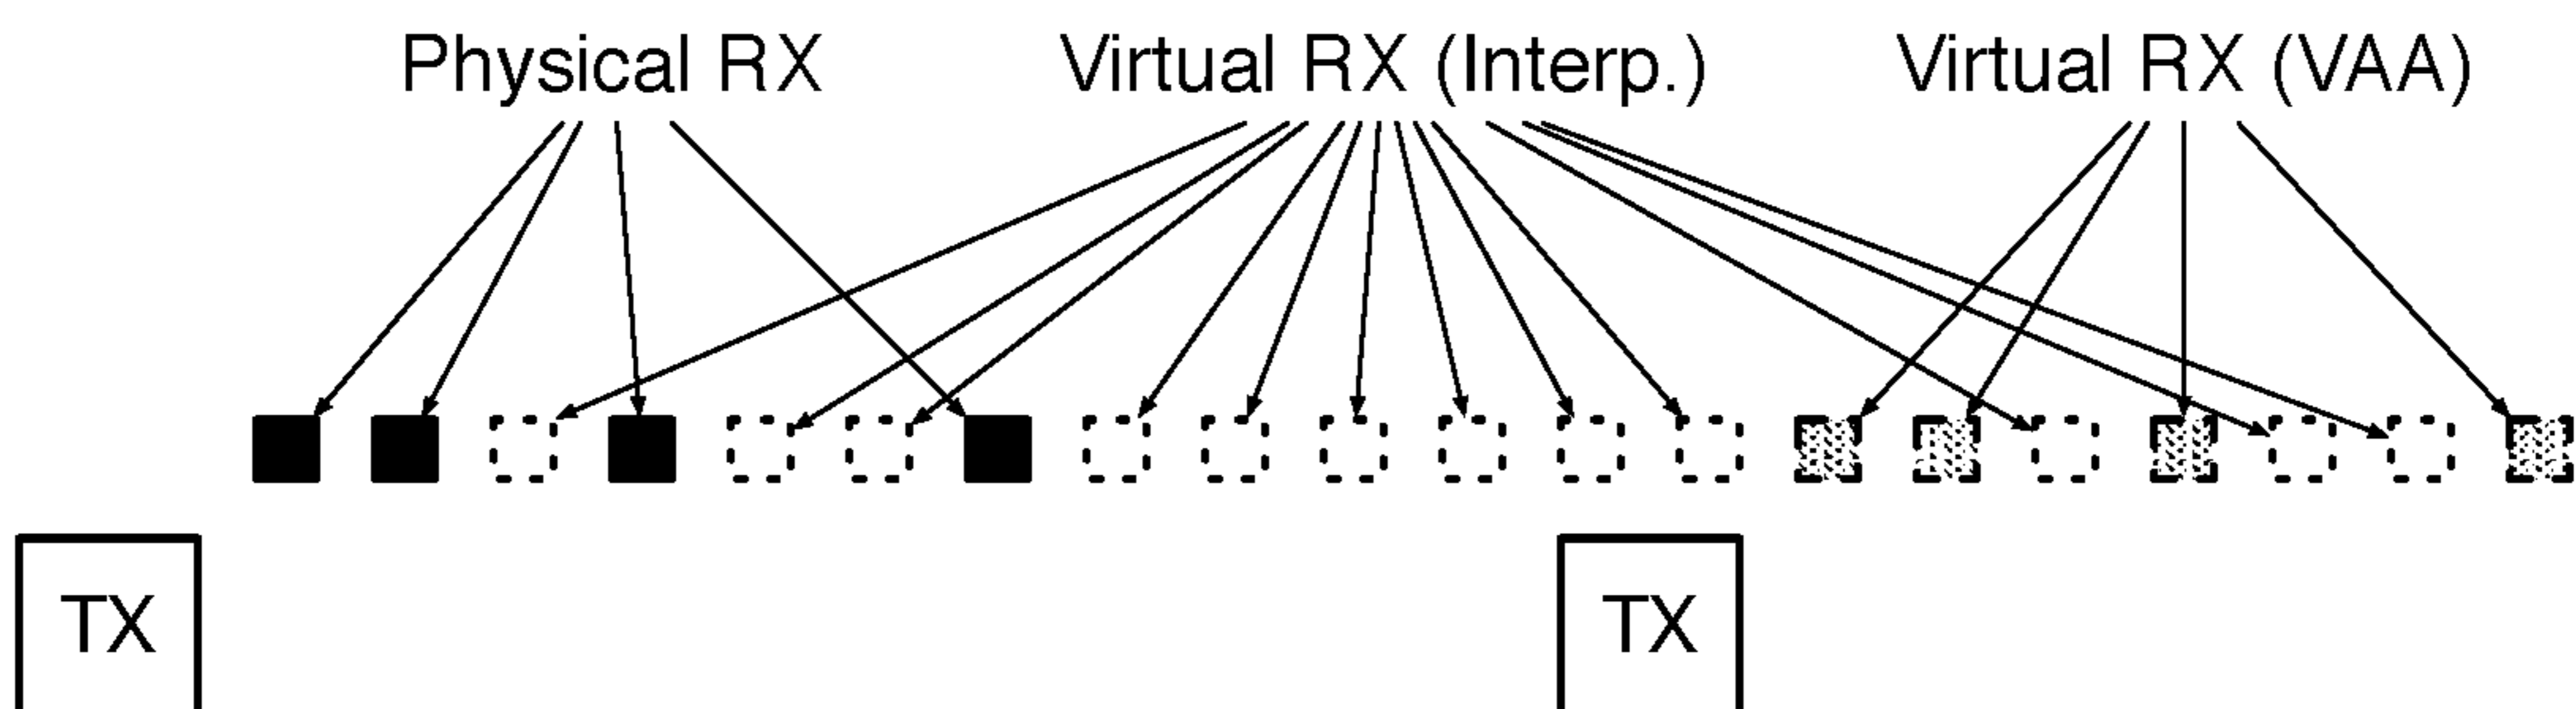 Physical RX Virtual RX (Interp.) Virtual RX (VAA)
TX TX